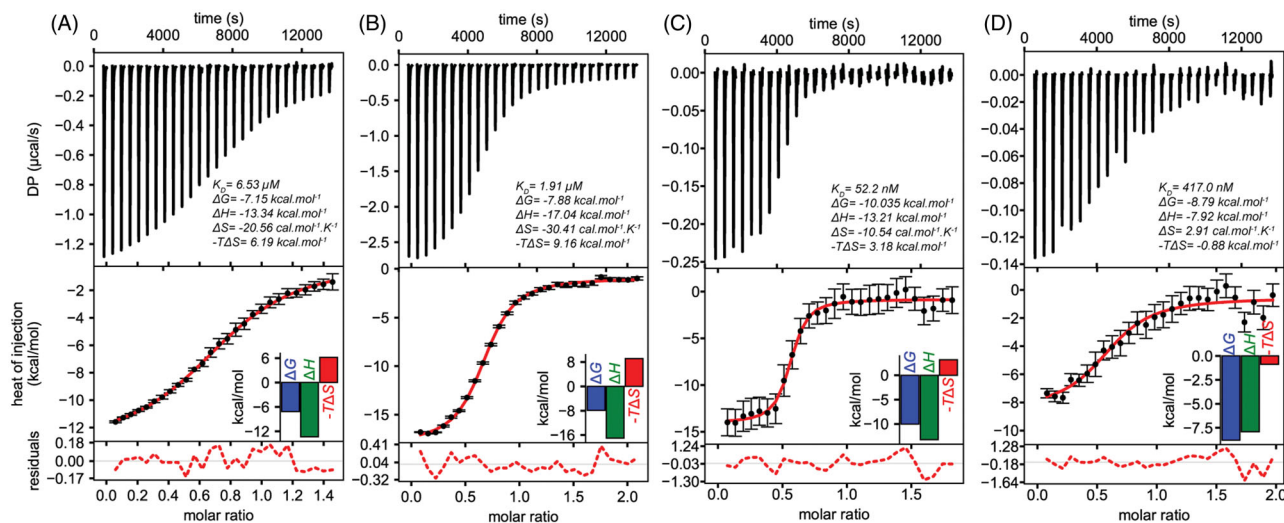 (A)
time (s)
0 4000 8000 12000
0.0
−0.2
−0.4
−0.6
−0.8
−1.0
−1.2
DP (µcal/s)
K_D= 6.53 µM
ΔG= -7.15 kcal.mol⁻¹
ΔH= -13.34 kcal.mol⁻¹
ΔS= -20.56 cal.mol⁻¹.K⁻¹
-TΔS= 6.19 kcal.mol⁻¹
−2
−4
−6
−8
−10
heat of injection
(kcal/mol)
6
0
−6
−12
kcal/mol
ΔG
ΔH
-TΔS
0.18
0.00
−0.17
residuals
0.0 0.2 0.4 0.6 0.8 1.0 1.2 1.4
molar ratio
(B)
time (s)
0 4000 8000 12000
0.0
−0.5
−1.0
−1.5
−2.0
−2.5
K_D= 1.91 µM
ΔG= -7.88 kcal.mol⁻¹
ΔH= -17.04 kcal.mol⁻¹
ΔS= -30.41 cal.mol⁻¹.K⁻¹
-TΔS= 9.16 kcal.mol⁻¹
0
−5
−10
−15
8
0
−8
−16
kcal/mol
ΔG
ΔH
-TΔS
0.41
0.04
−0.32
0.0 0.5 1.0 1.5 2.0
molar ratio
(C)
time (s)
0 4000 8000 12000
0.00
−0.05
−0.10
−0.15
−0.20
−0.25
K_D= 52.2 nM
ΔG= -10.035 kcal.mol⁻¹
ΔH= -13.21 kcal.mol⁻¹
ΔS= -10.54 cal.mol⁻¹.K⁻¹
-TΔS= 3.18 kcal.mol⁻¹
0
−5
−10
−15
0
−5
−10
kcal/mol
ΔG
ΔH
-TΔS
1.24
−0.03
−1.30
0.0 0.5 1.0 1.5
molar ratio
(D)
time (s)
0 4000 8000 12000
0.00
−0.02
−0.04
−0.06
−0.08
−0.10
−0.12
−0.14
K_D= 417.0 nM
ΔG= -8.79 kcal.mol⁻¹
ΔH= -7.92 kcal.mol⁻¹
ΔS= 2.91 cal.mol⁻¹.K⁻¹
-TΔS= -0.88 kcal.mol⁻¹
0
−2
−4
−6
−8
0.0
−2.5
−5.0
−7.5
kcal/mol
ΔG
ΔH
-TΔS
1.28
−0.18
−1.64
0.0 0.5 1.0 1.5 2.0
molar ratio